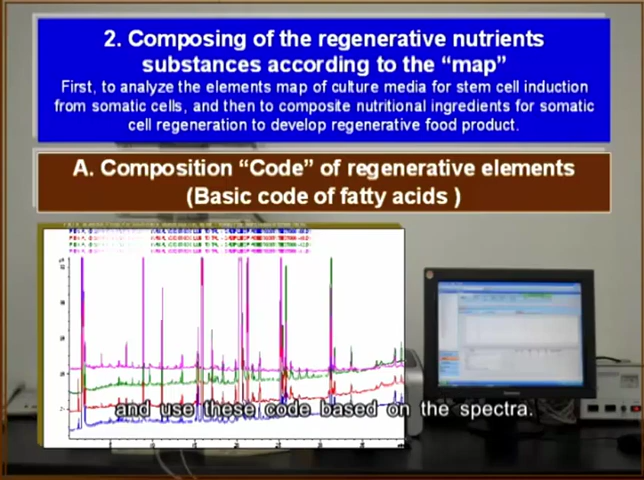 2. Composing of the regenerative nutrients
substances according to the “map”
First, to analyze the elements map of culture media for stem cell induction
from somatic cells, and then to composite nutritional ingredients for somatic
cell regeneration to develop regenerative food product.
A. Composition “Code” of regenerative elements
(Basic code of fatty acids )
and use these code based on the spectra.